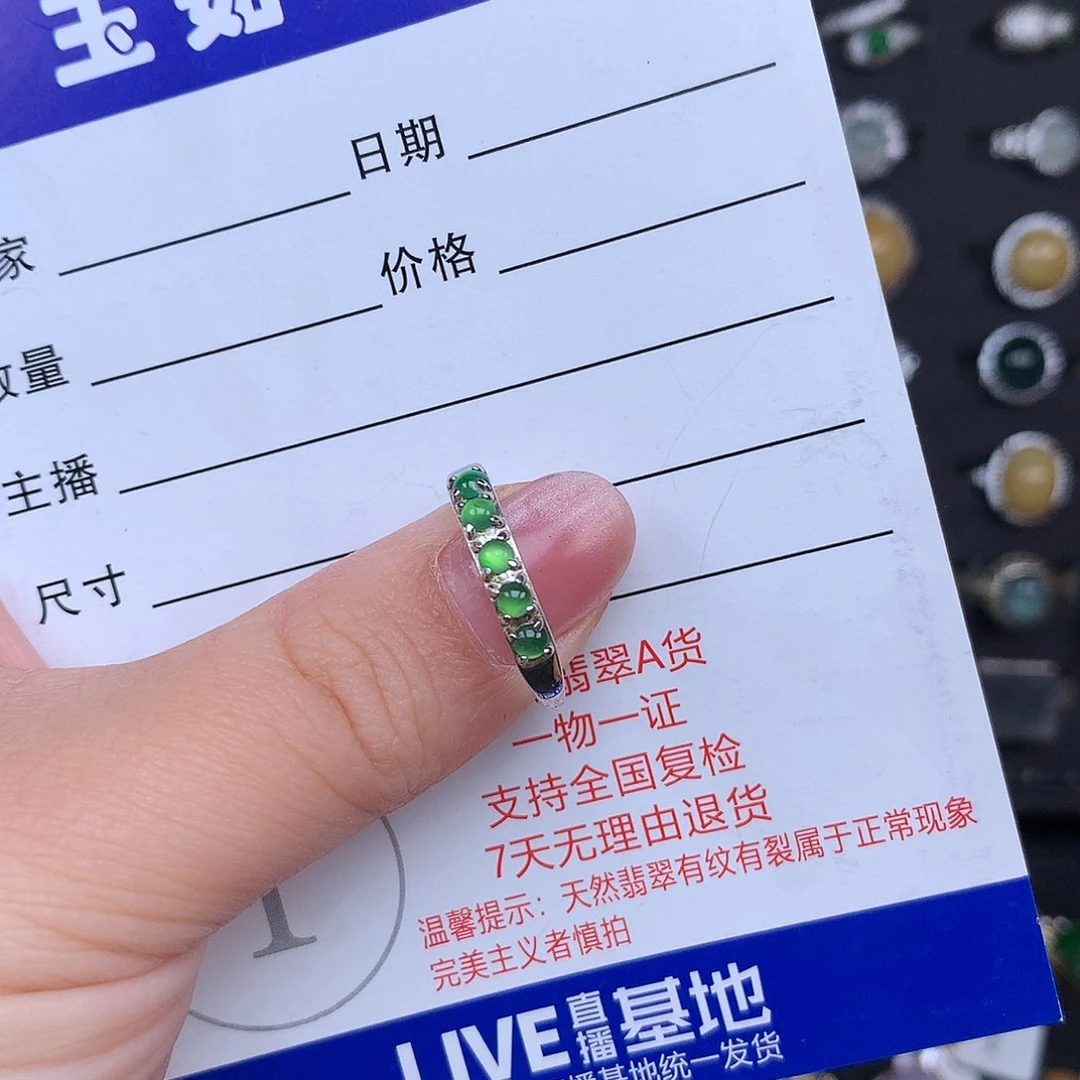 玉
日期
家
价格
数量
主播
尺寸
翡翠A货
一物一证
支持全国复检
7天无理由退货
温馨提示：天然翡翠有纹有裂属于正常现象
完美主义者慎拍
1
LIVE直播基地
播基地统一发货